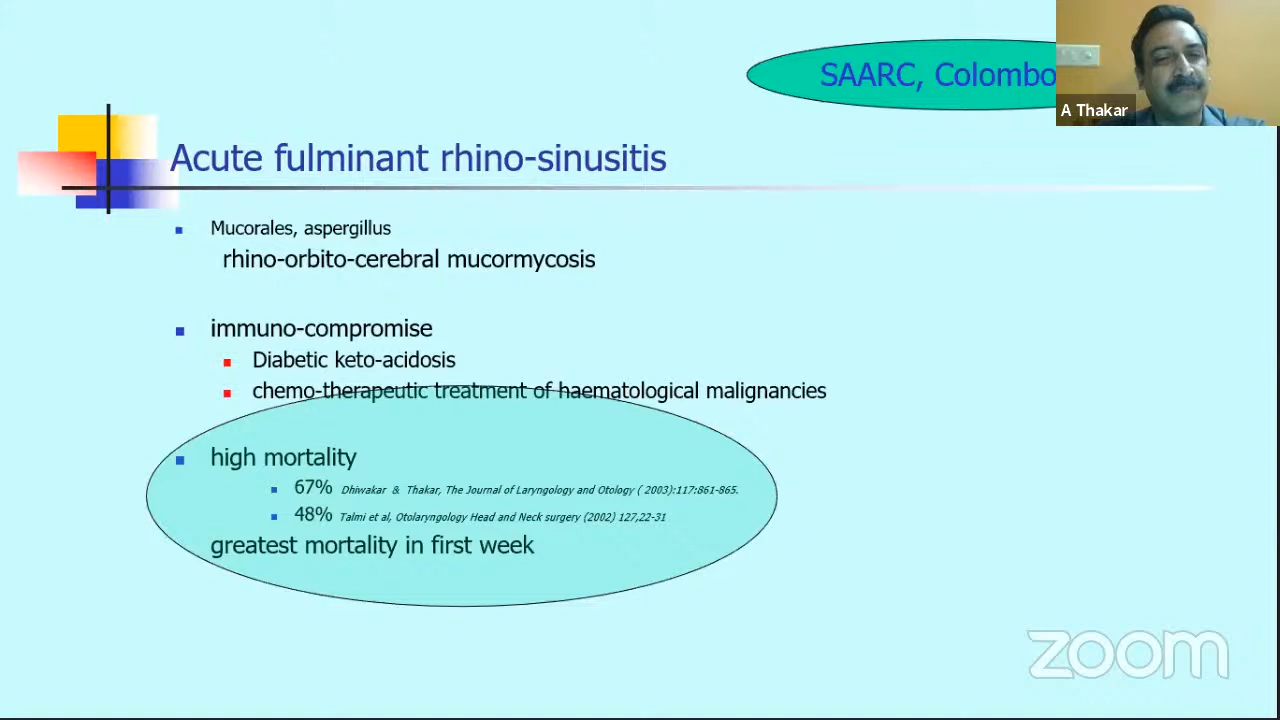 SAARC, Colombo
A Thakar
Acute fulminant rhino-sinusitis
Mucorales, aspergillus
rhino-orbito-cerebral mucormycosis
immuno-compromise
Diabetic keto-acidosis
chemo-therapeutic treatment of haematological malignancies
high mortality
67% Dhiwakar & Thakar, The Journal of Laryngology and Otology ( 2003):117:861-865.
48% Talmi et al, Otolaryngology Head and Neck surgery (2002) 127,22-31
greatest mortality in first week
zoom